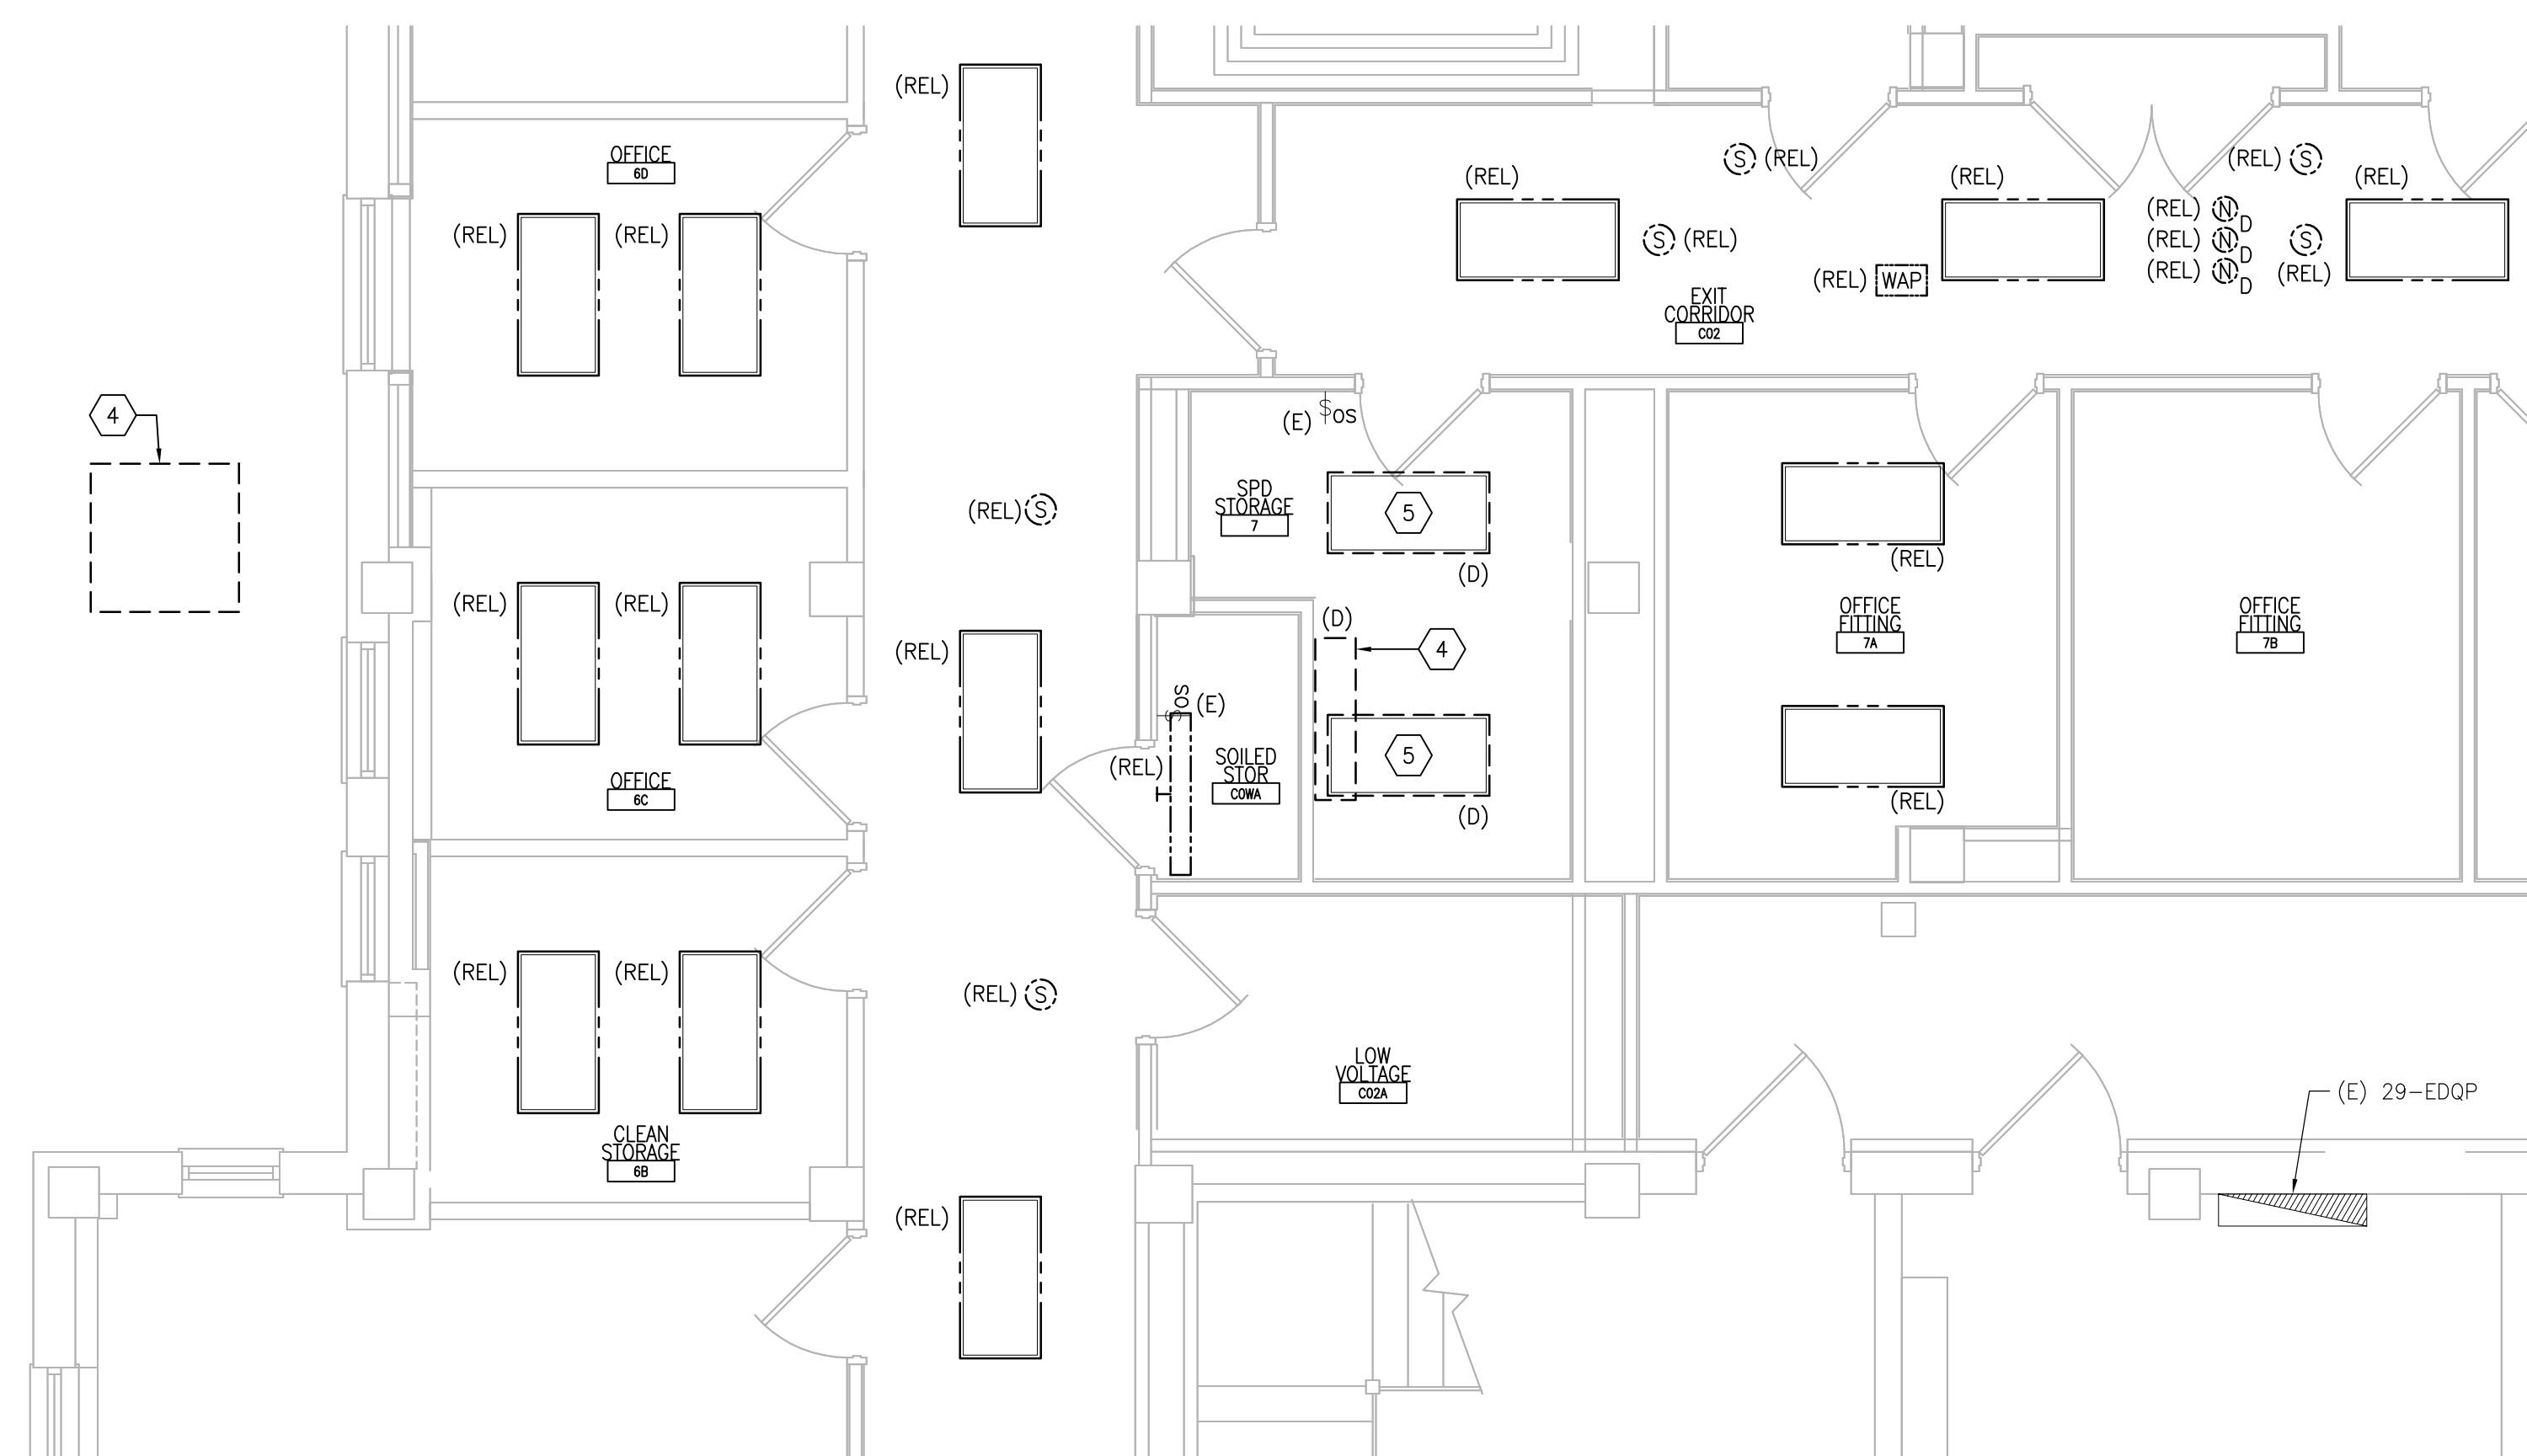 (REL)
OFFICE
6D
(REL)
(REL)
(REL)
S
(REL)
(REL)
(REL)
S
(REL)
(REL)
N
D
(REL)
N
D
(REL)
N
D
S
(REL)
S
(REL)
(REL)
WAP
EXIT
CORRIDOR
C02
4
(E)
$
OS
SPD
STORAGE
7
5
(D)
(REL)
S
(REL)
(REL)
(REL)
OFFICE
6C
(REL)
(D)
4
(E)
$
OS
(REL)
SOILED
STOR
COWA
5
(D)
(REL)
OFFICE
FITTING
7A
(REL)
OFFICE
FITTING
7B
(REL)
(REL)
(REL)
S
CLEAN
STORAGE
6B
LOW
VOLTAGE
C02A
(E) 29-EDQP
(REL)